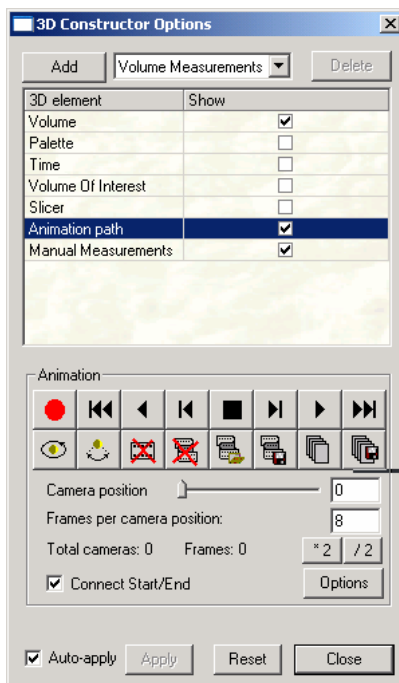 3D Constructor Options
Add Volume Measurements Delete
3D element Show
Volume
Palette
Time
Volume Of Interest
Slicer
Animation path
Manual Measurements
Animation
Camera position 0
Frames per camera position: 8
Total cameras: 0 Frames: 0 * 2 / 2
Connect Start/End Options
Auto-apply Apply Reset Close